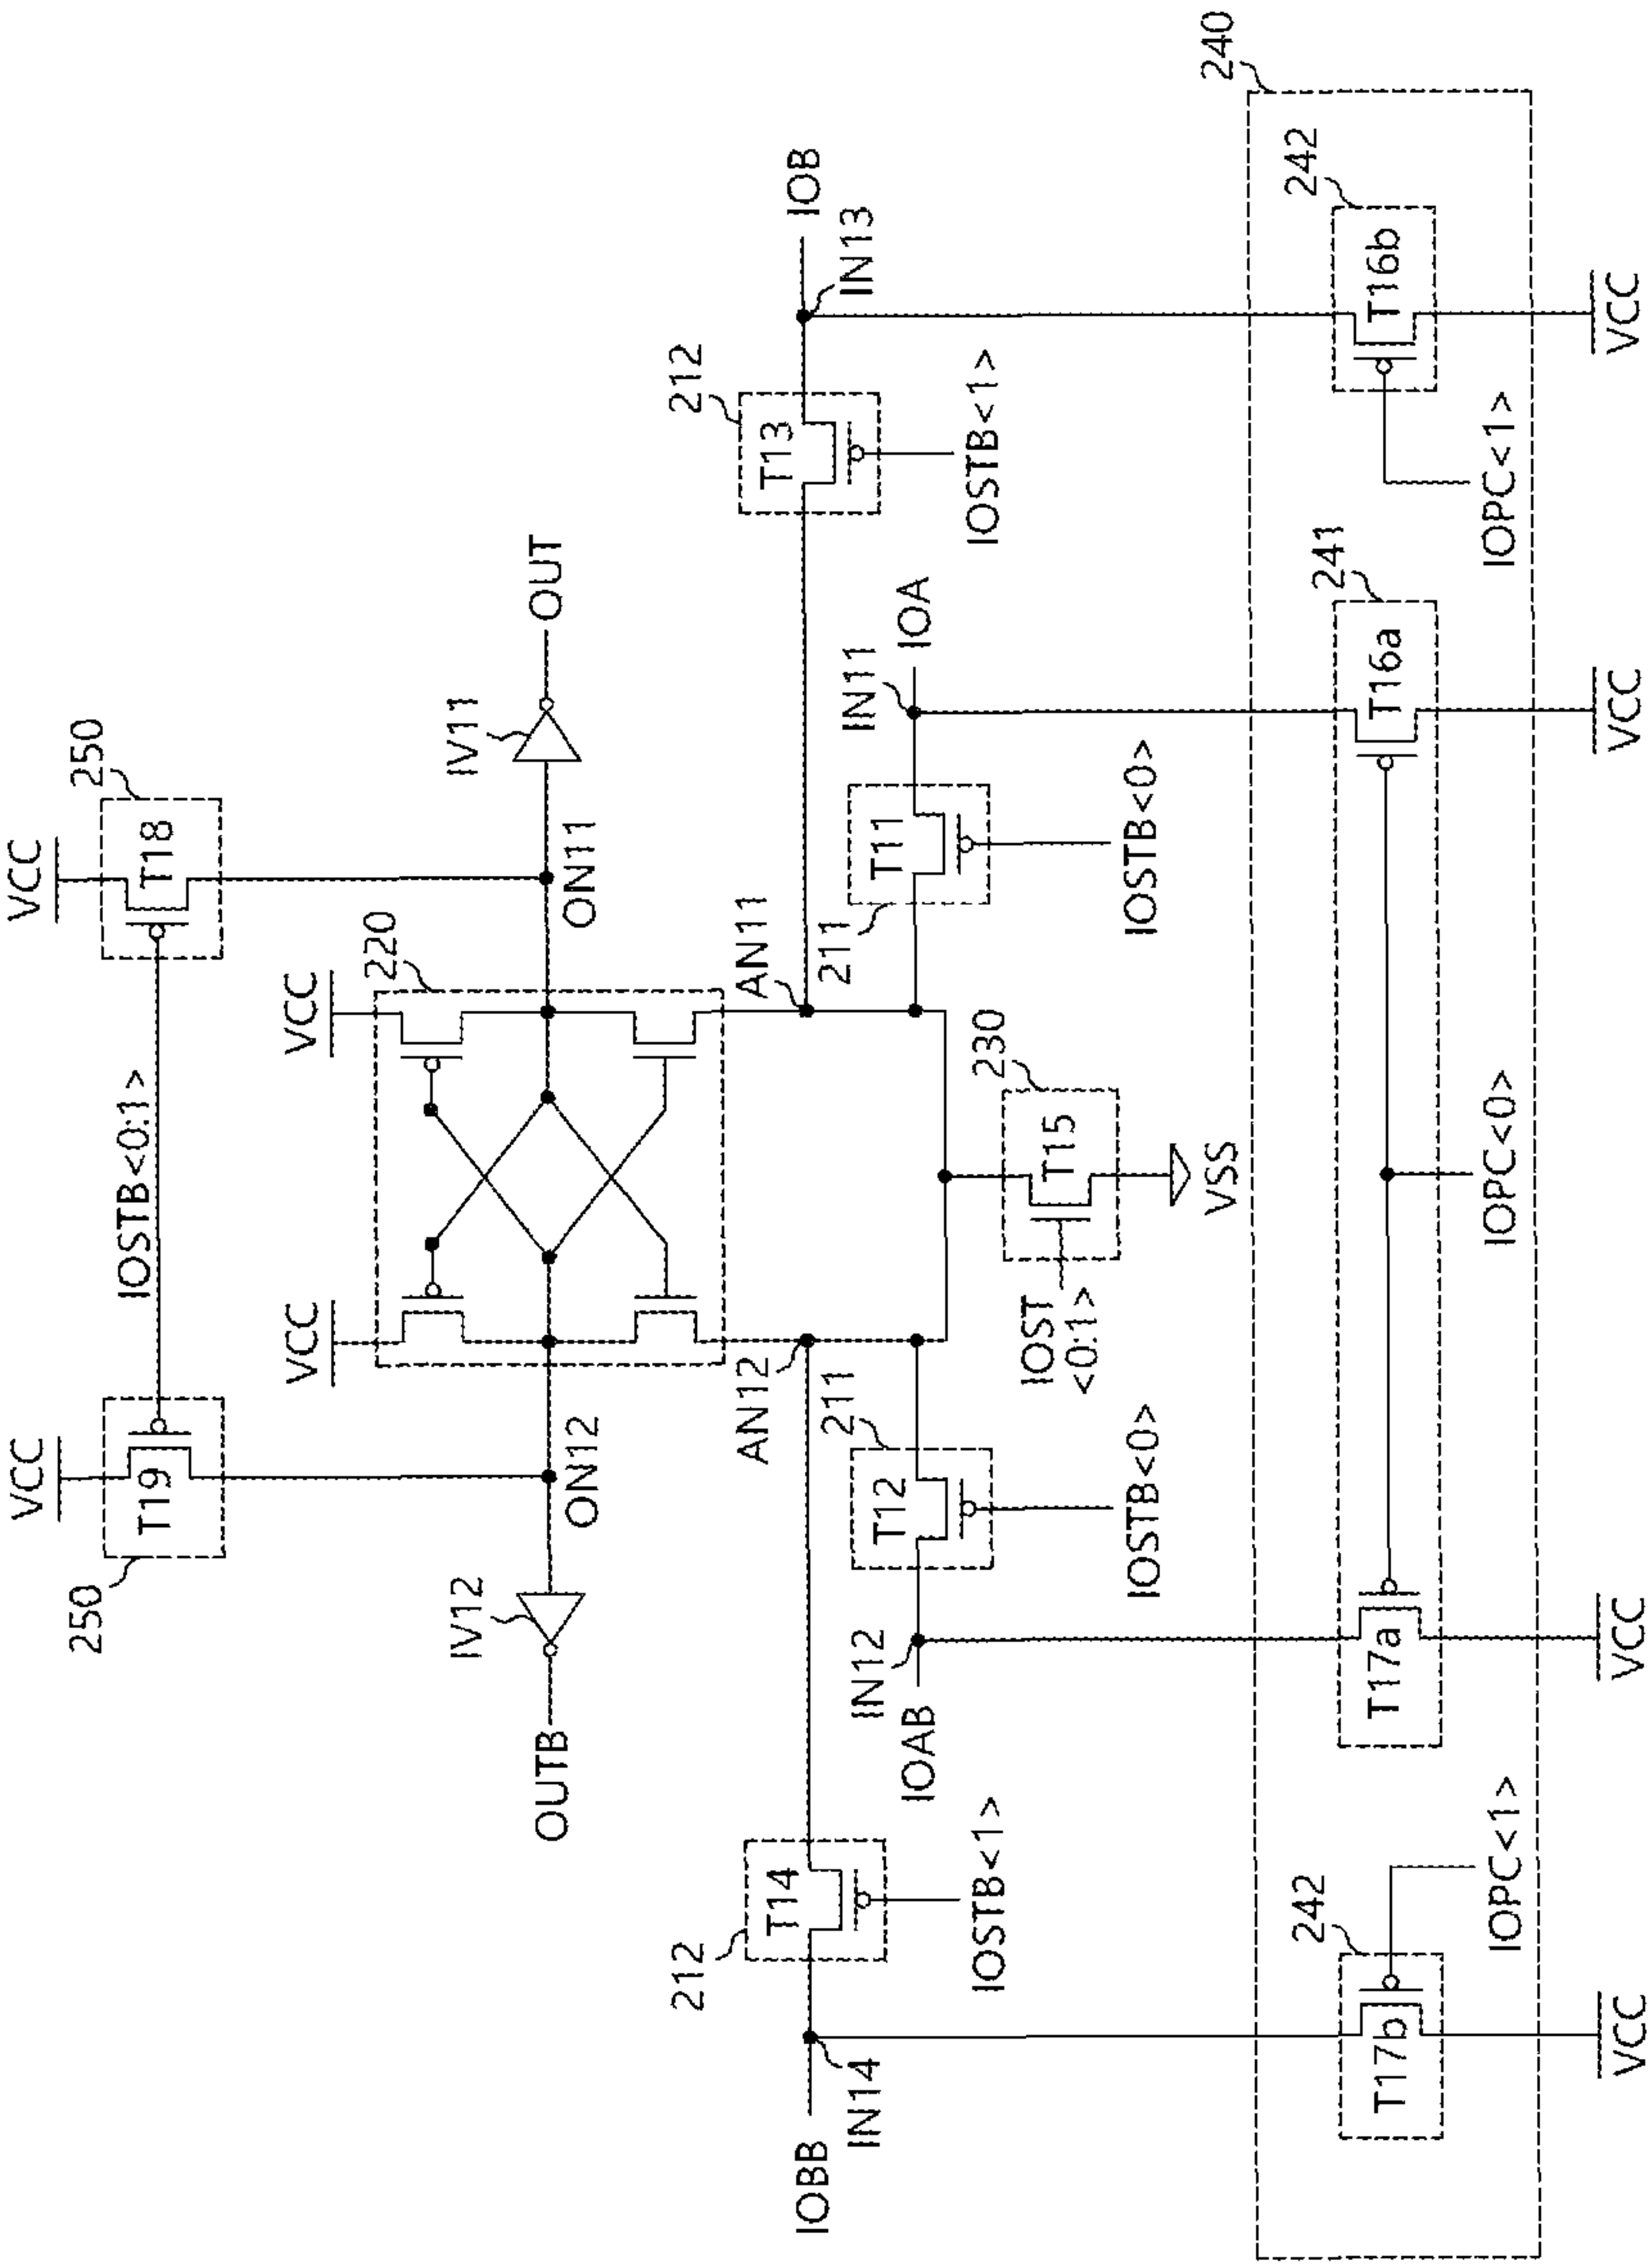 VCC
VCC
250
T19
IOSTB<0:1>
T18
250
VCC
VCC
220
OUTB
IV12
ON12
ON11
IV11
OUT
AN12
AN11
IOBB
IN14
212
T14
IOSTB<1>
212
T13
IOSTB<1>
IOB
IN13
IOAB
IN12
211
T12
IOSTB<0>
211
T11
IOSTB<0>
IN11
IOA
230
T15
IOST
<0:1>
VSS
240
242
T17b
IOPC<1>
T17a
IOPC<0>
241
T16a
242
T16b
IOPC<1>
VCC
VCC
VCC
VCC